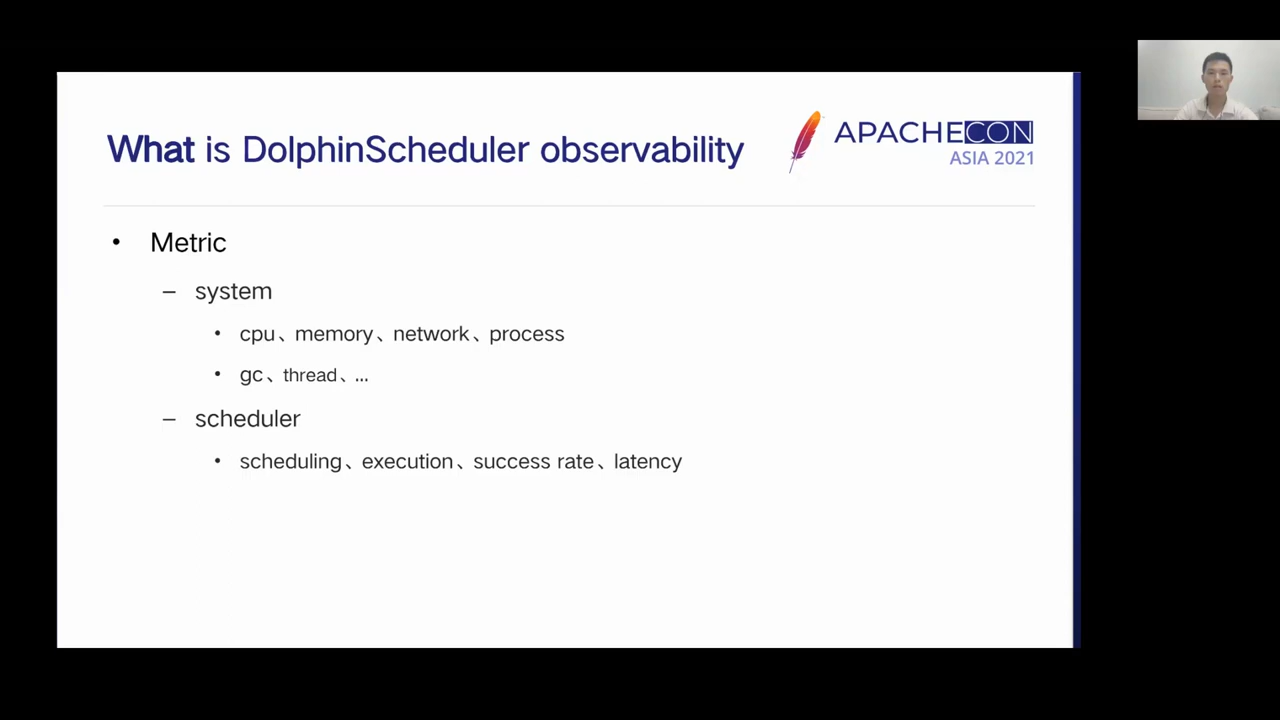 What is DolphinScheduler observability
APACHECON
ASIA 2021
• Metric
– system
• cpu、memory、network、process
• gc、thread、...
– scheduler
• scheduling、execution、success rate、latency